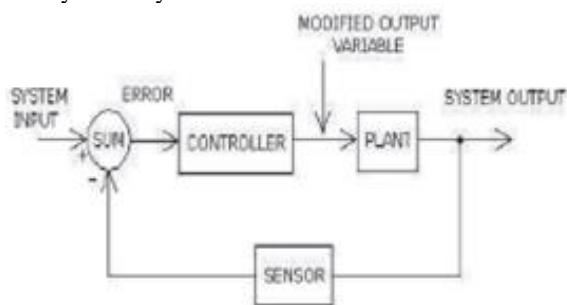 MODIFIED OUTPUT
VARIABLE
SYSTEM
INPUT
ERROR
SYSTEM OUTPUT
SUM
+
-
CONTROLLER
PLANT
SENSOR